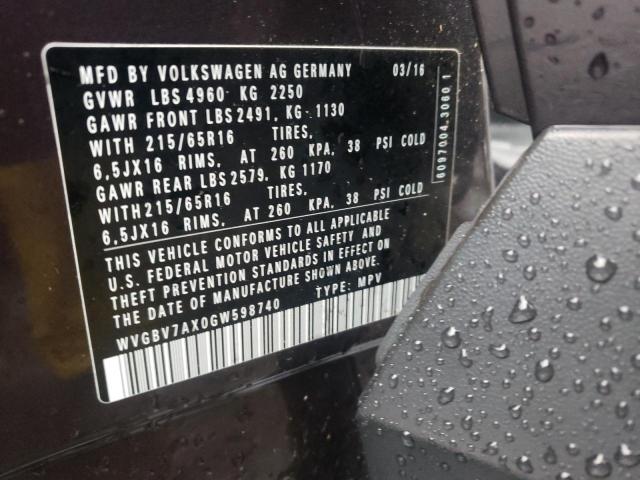 MFD BY VOLKSWAGEN AG GERMANY 03/16
GVWR LBS 4960 KG 2250
GAWR FRONT LBS 2491, KG 1130
WITH 215/65R16 TIRES,
6,5JX16 RIMS, AT 260 KPA, 38 PSI COLD
GAWR REAR LBS 2579, KG 1170
WITH 215/65R16 TIRES,
6,5JX16 RIMS, AT 260 KPA, 38 PSI COLD
THIS VEHICLE CONFORMS TO ALL APPLICABLE
U.S. FEDERAL MOTOR VEHICLE SAFETY AND
THEFT PREVENTION STANDARDS IN EFFECT ON
THE DATE OF MANUFACTURE SHOWN ABOVE.
WVGBV7AX0GW598740 TYPE: MPV
6097004.3060 1